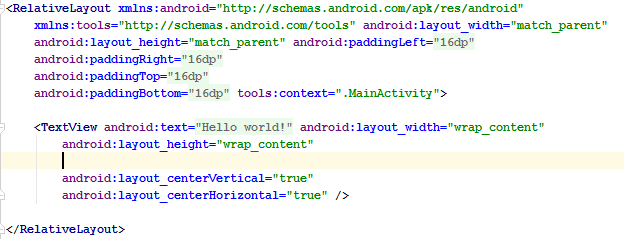 <RelativeLayout xmlns:android="http://schemas.android.com/apk/res/android"
xmlns:tools="http://schemas.android.com/tools" android:layout_width="match_parent"
android:layout_height="match_parent" android:paddingLeft="16dp"
android:paddingRight="16dp"
android:paddingTop="16dp"
android:paddingBottom="16dp" tools:context=".MainActivity">
<TextView android:text="Hello world!" android:layout_width="wrap_content"
android:layout_height="wrap_content"
android:layout_centerVertical="true"
android:layout_centerHorizontal="true" />
</RelativeLayout>